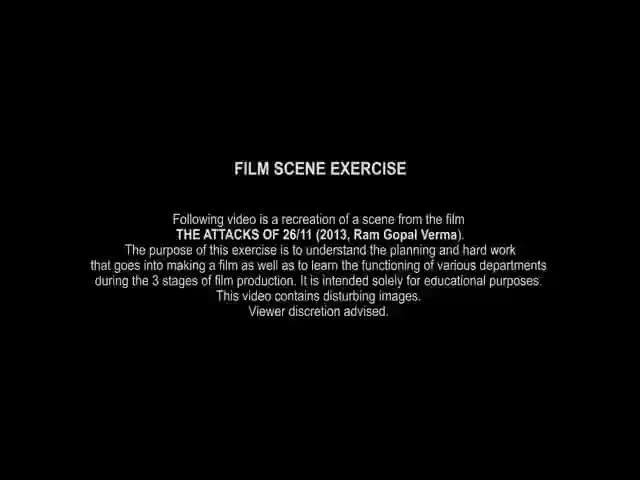 FILM SCENE EXERCISE
Following video is a recreation of a scene from the film
THE ATTACKS OF 26/11 (2013, Ram Gopal Verma).
The purpose of this exercise is to understand the planning and hard work
that goes into making a film as well as to learn the functioning of various departments
during the 3 stages of film production. It is intended solely for educational purposes.
This video contains disturbing images.
Viewer discretion advised.